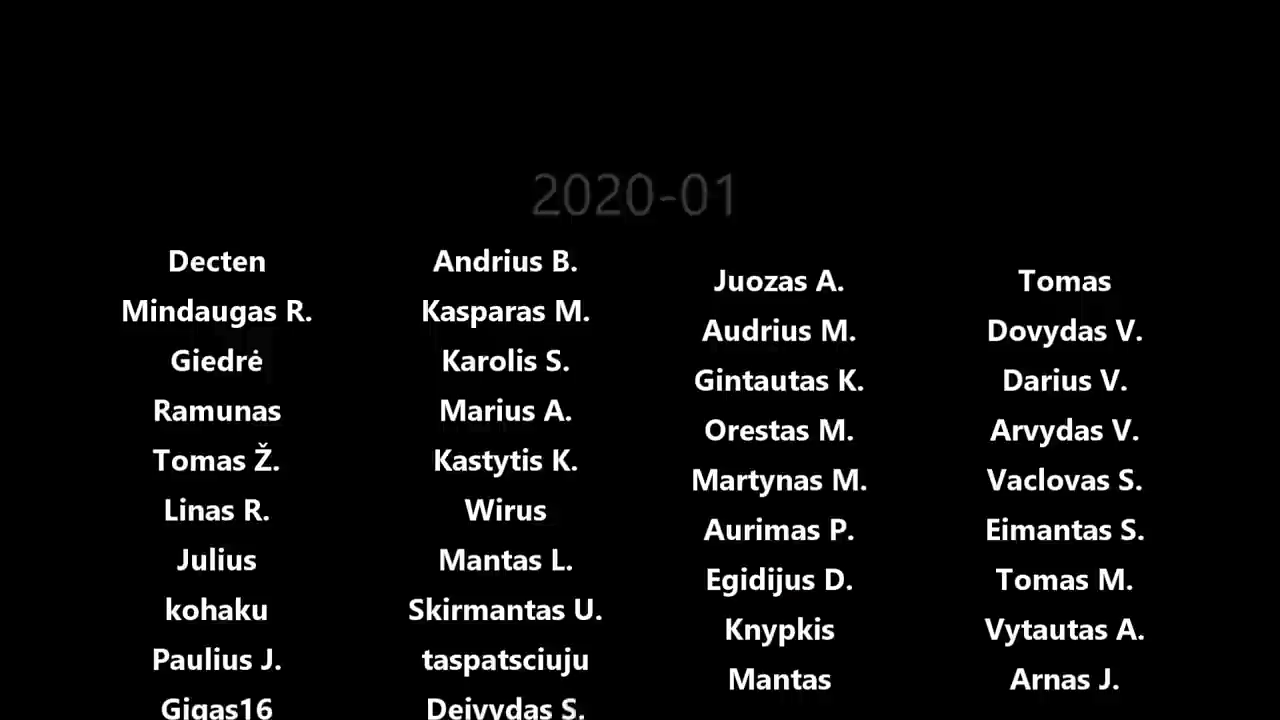 2020-01
Decten
Mindaugas R.
Giedrė
Ramunas
Tomas Ž.
Linas R.
Julius
kohaku
Paulius J.
Gigas16
Andrius B.
Kasparas M.
Karolis S.
Marius A.
Kastytis K.
Wirus
Mantas L.
Skirmantas U.
taspatsciuju
Deivydas S.
Juozas A.
Audrius M.
Gintautas K.
Orestas M.
Martynas M.
Aurimas P.
Egidijus D.
Knypkis
Mantas
Tomas
Dovydas V.
Darius V.
Arvydas V.
Vaclovas S.
Eimantas S.
Tomas M.
Vytautas A.
Arnas J.